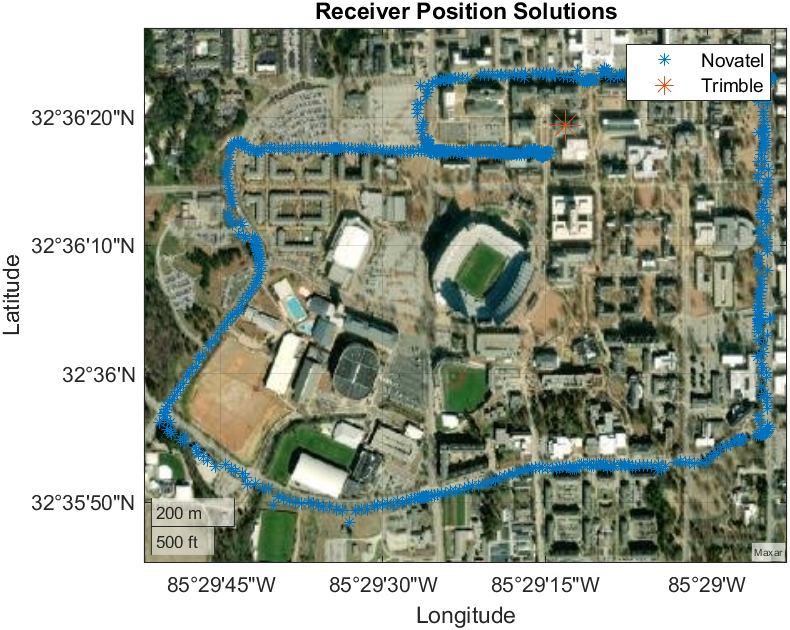 Receiver Position Solutions
Novatel
Trimble
32°36'20"N
32°36'10"N
32°36'N
32°35'50"N
Latitude
200 m
500 ft
Maxar
85°29'45"W
85°29'30"W
85°29'15"W
85°29'W
Longitude